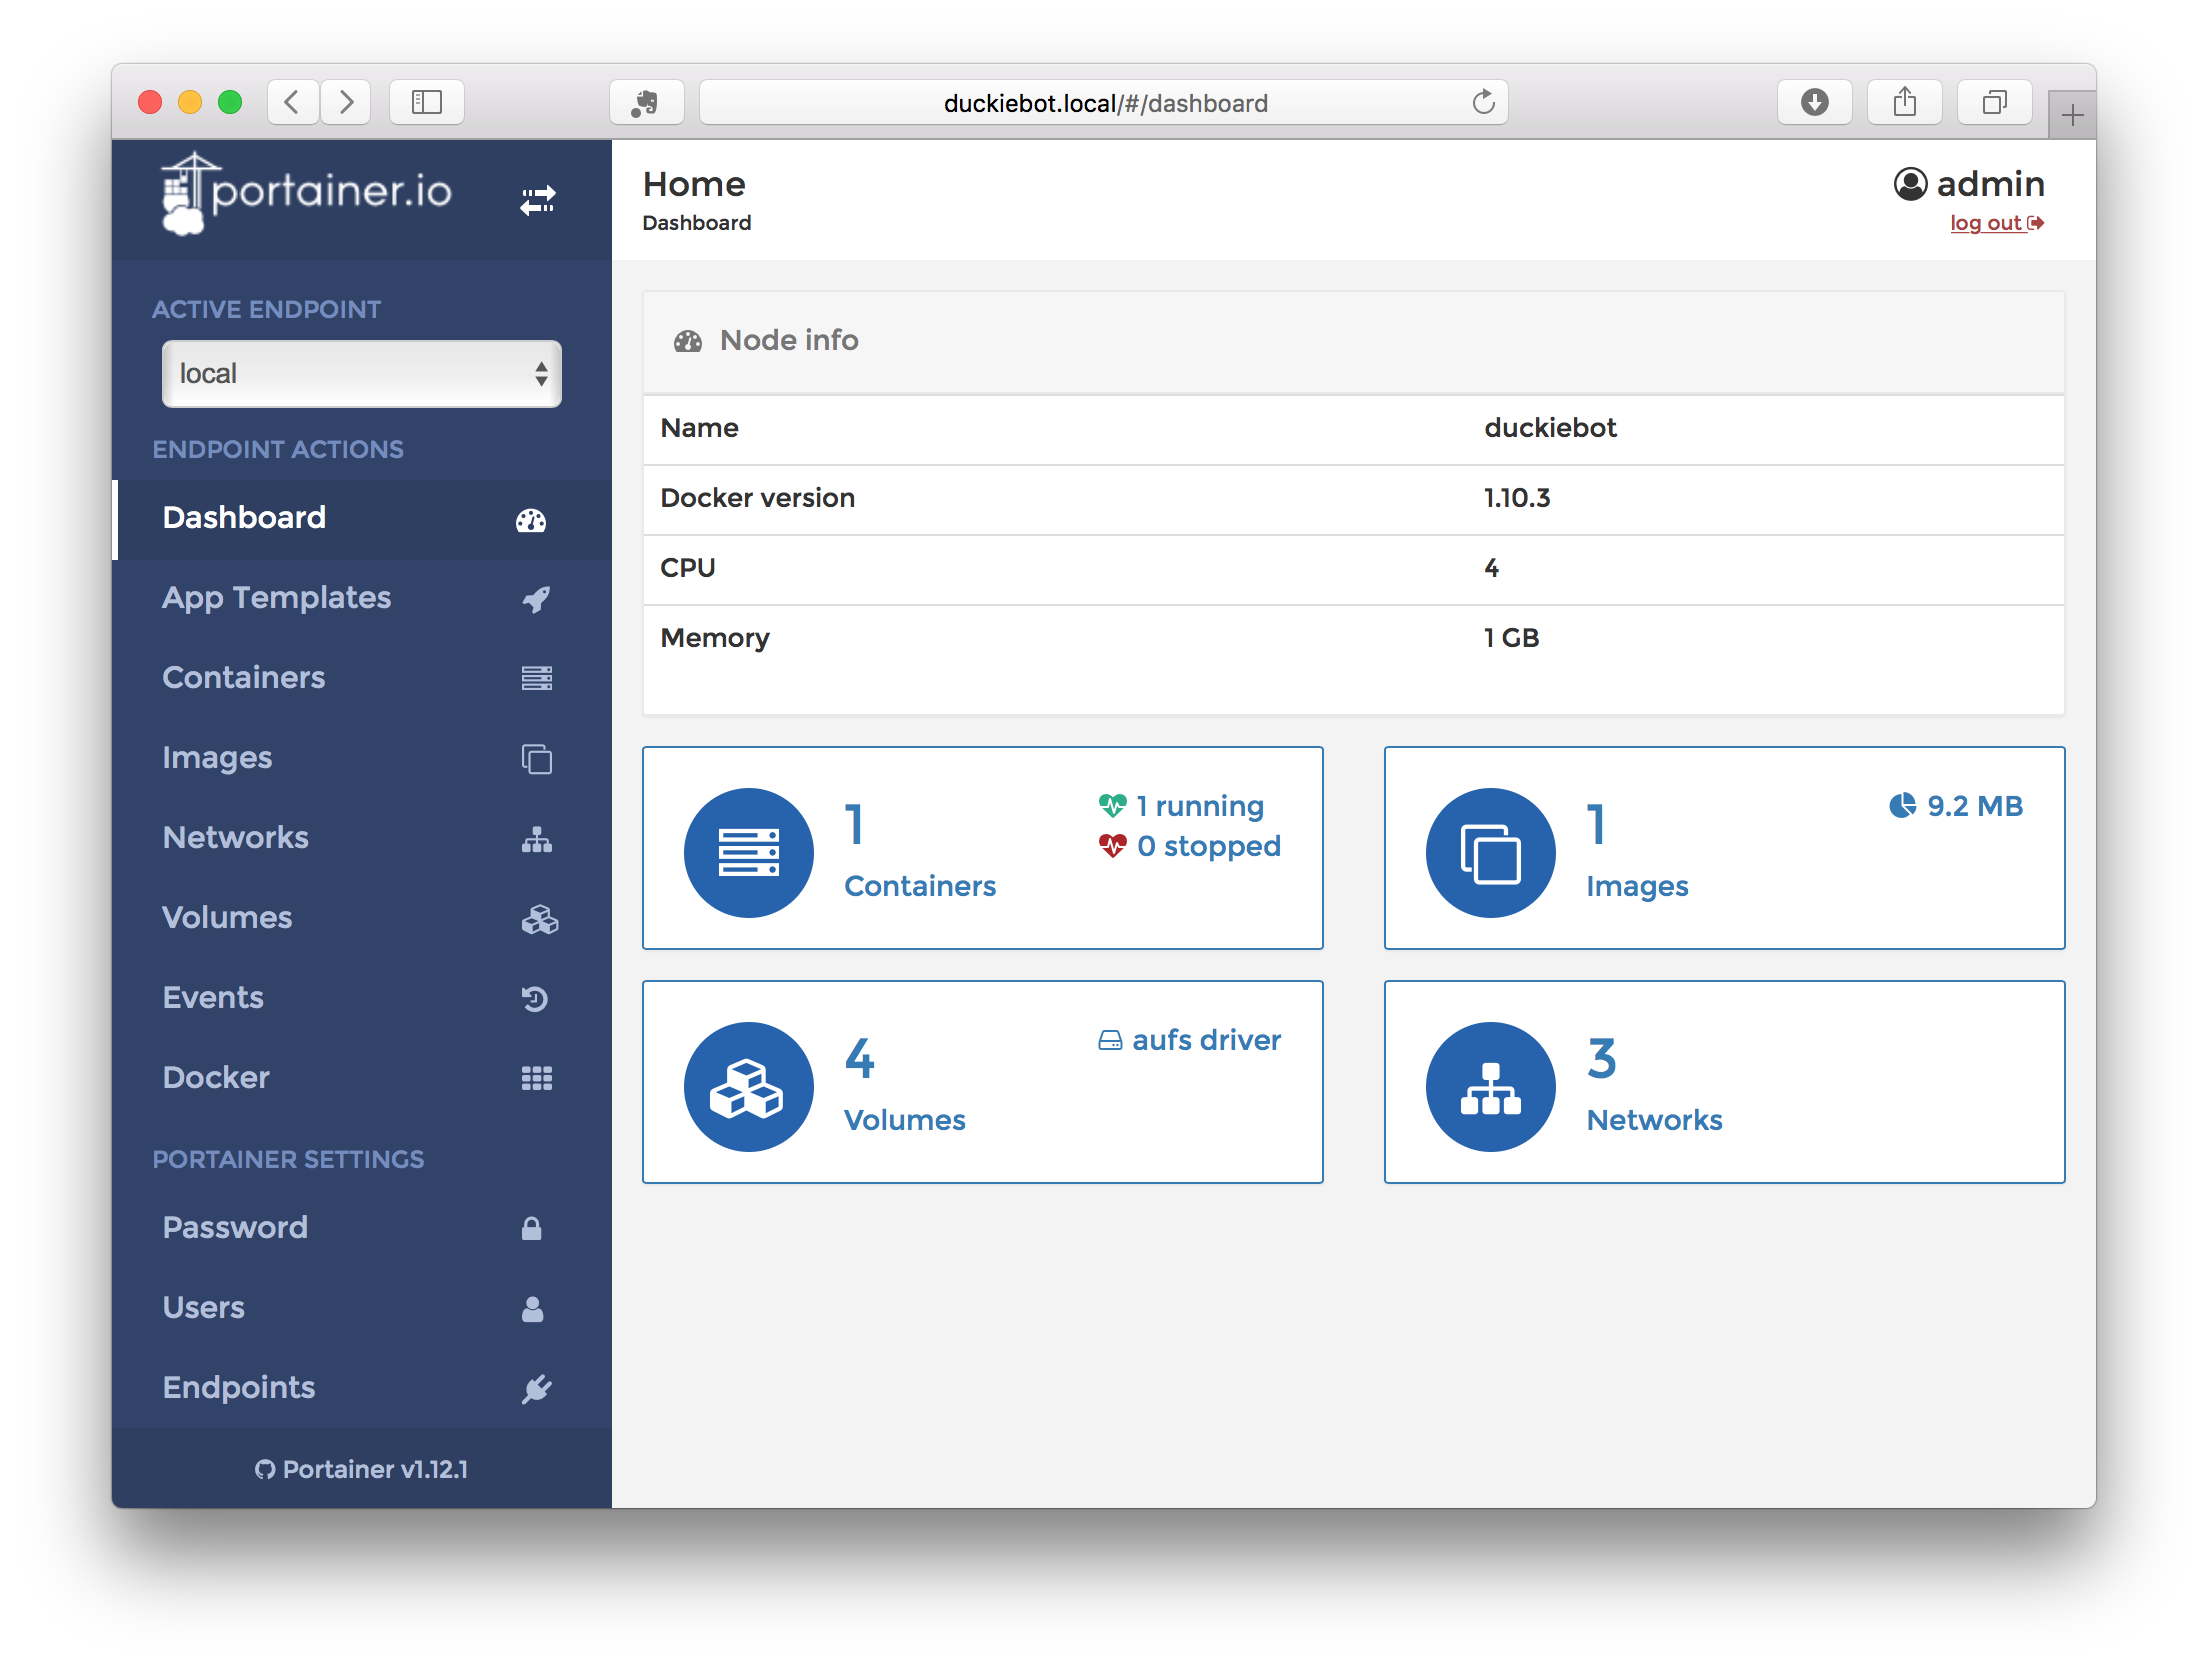 duckiebot.local/#/dashboard
portainer.io
ACTIVE ENDPOINT
local
ENDPOINT ACTIONS
Dashboard
App Templates
Containers
Images
Networks
Volumes
Events
Docker
PORTAINER SETTINGS
Password
Users
Endpoints
Portainer v1.12.1
Home
Dashboard
admin
log out
Node info
Name duckiebot
Docker version 1.10.3
CPU 4
Memory 1 GB
1
Containers
1 running
0 stopped
1
Images
9.2 MB
4
Volumes
aufs driver
3
Networks